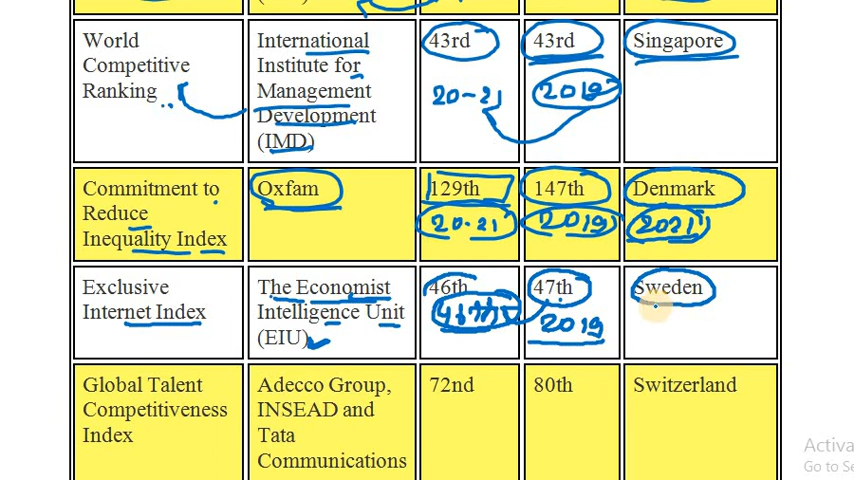 World Competitive Ranking
International Institute for Management Development (IMD)
43rd
43rd
Singapore
20-21
2019
Commitment to Reduce Inequality Index
Oxfam
129th
147th
Denmark
20-21
2019
2021
Exclusive Internet Index
The Economist Intelligence Unit (EIU)
46th
47th
Sweden
2019
Global Talent Competitiveness Index
Adecco Group, INSEAD and Tata Communications
72nd
80th
Switzerland